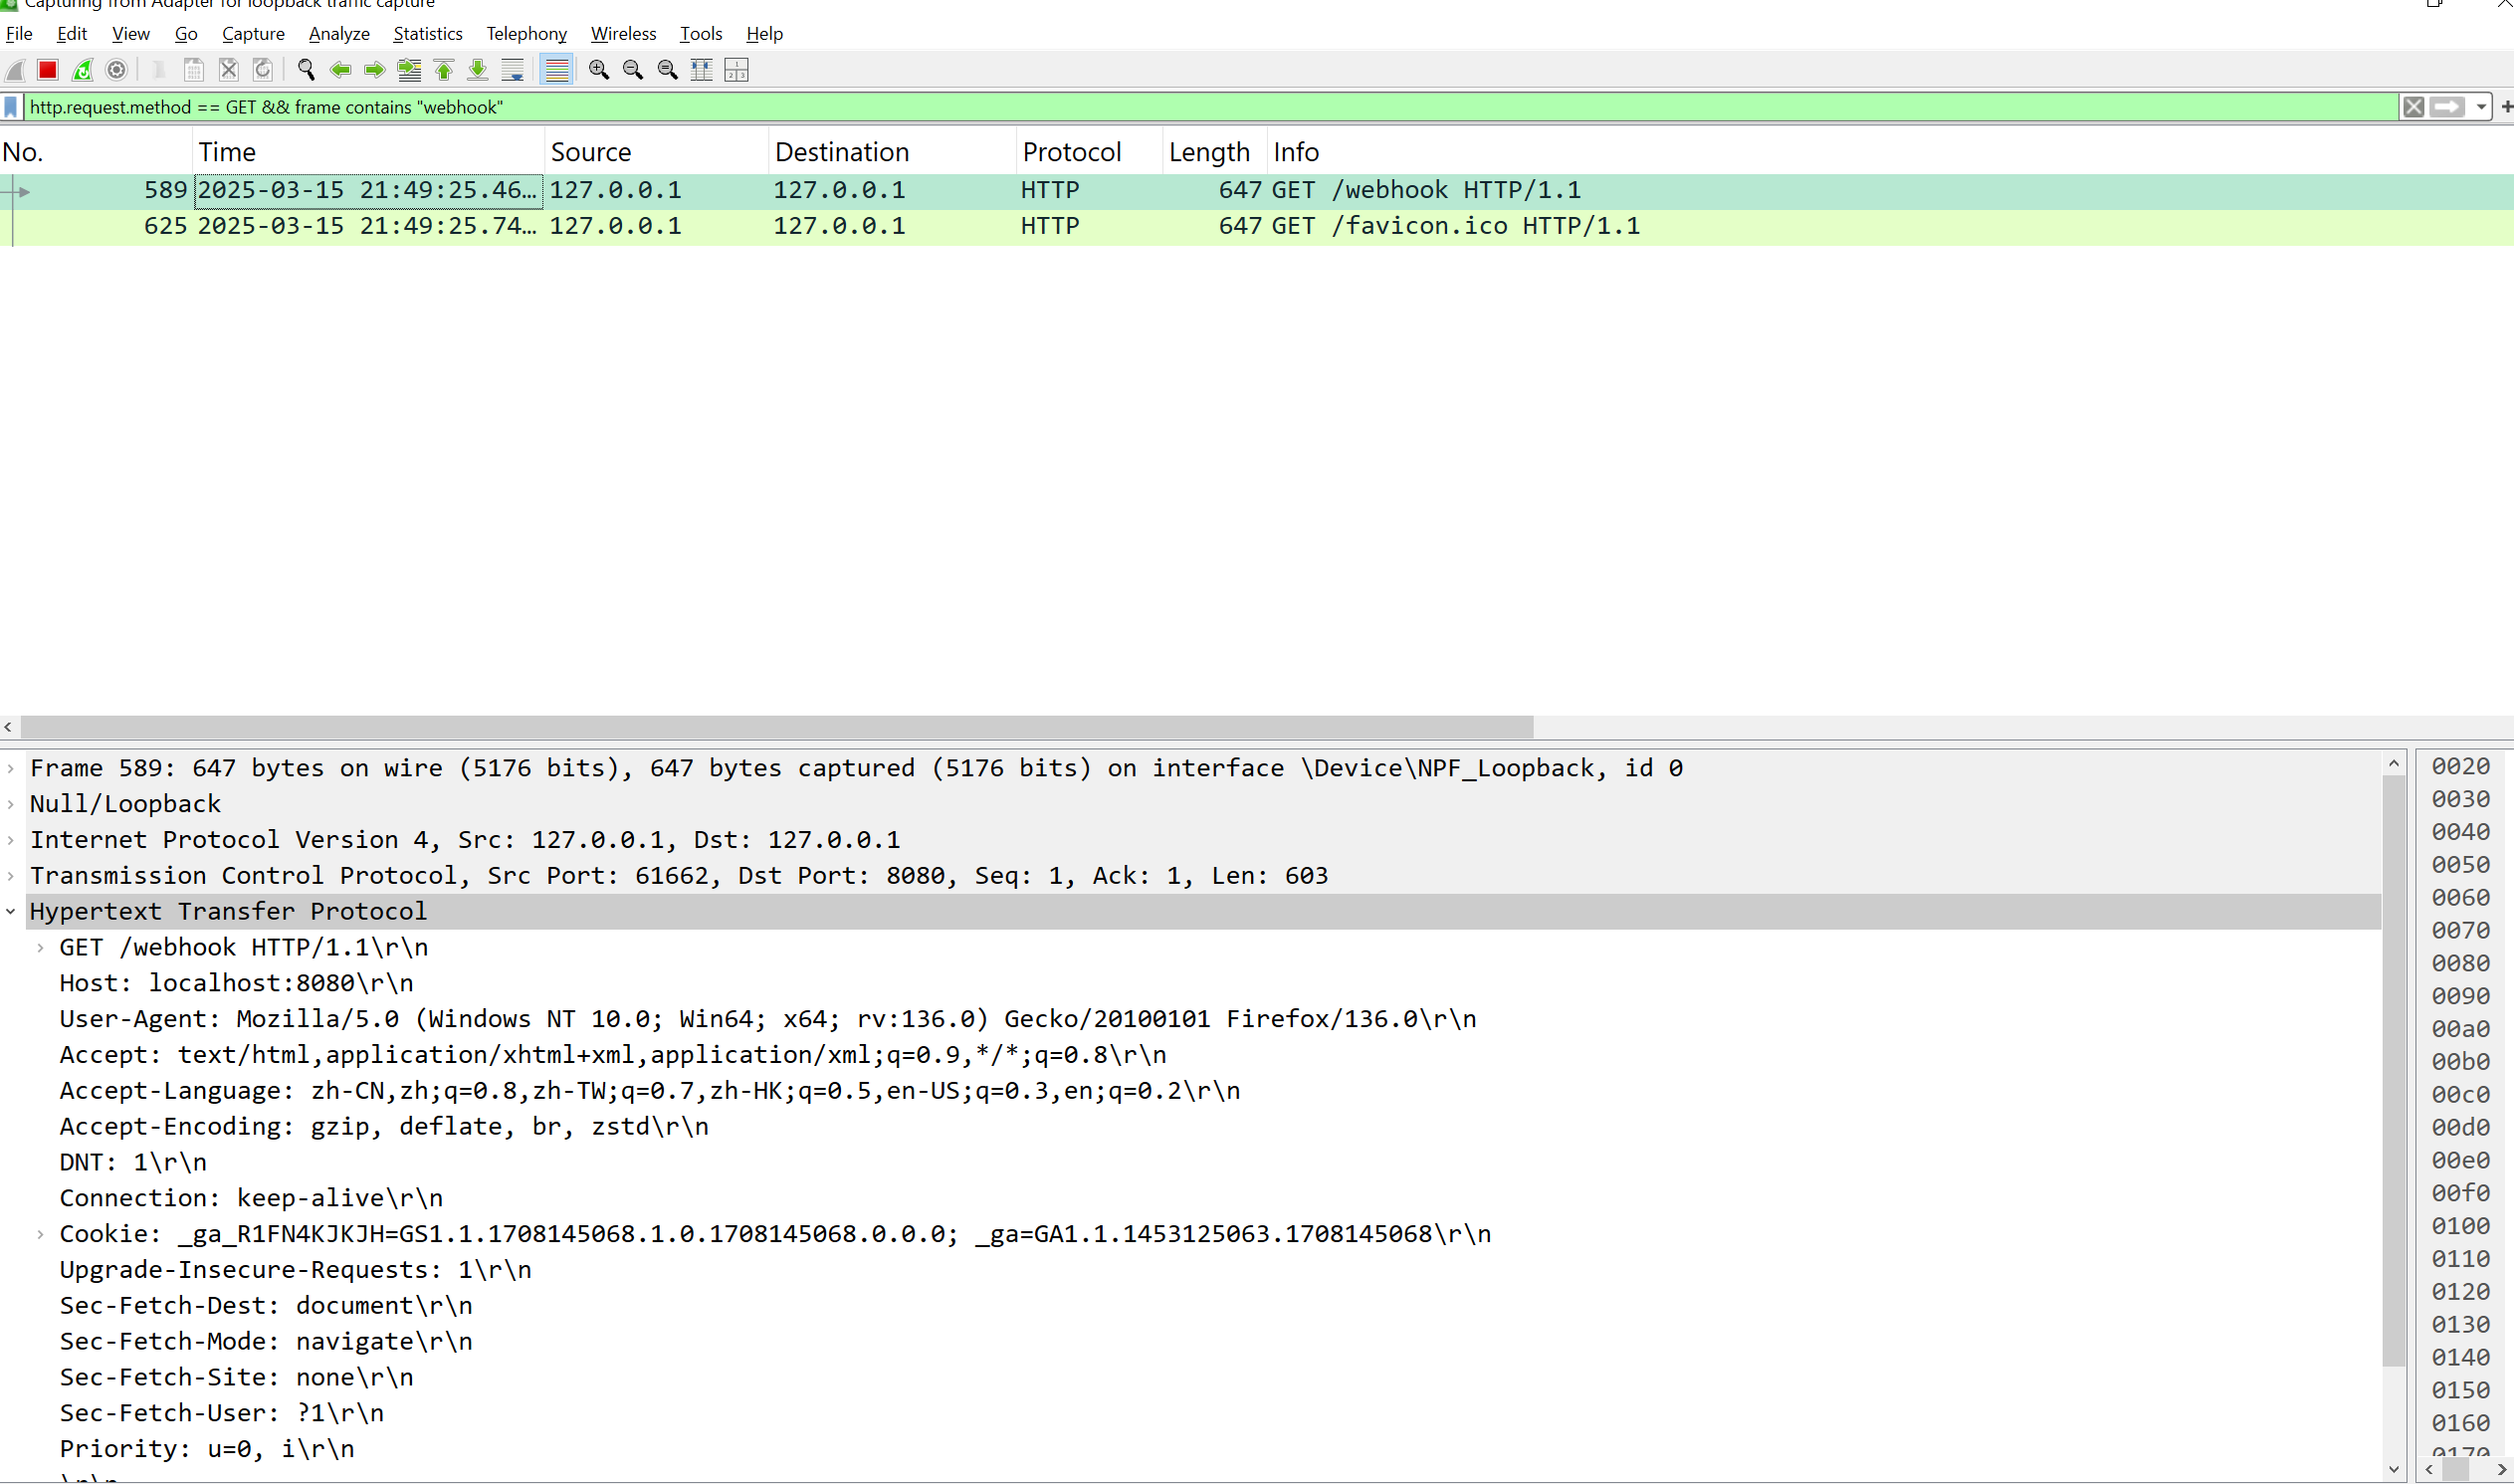 Capturing from Adapter for loopback traffic capture
File Edit View Go Capture Analyze Statistics Telephony Wireless Tools Help
http.request.method == GET && frame contains "webhook"
No. Time Source Destination Protocol Length Info
589 2025-03-15 21:49:25.46… 127.0.0.1 127.0.0.1 HTTP 647 GET /webhook HTTP/1.1
625 2025-03-15 21:49:25.74… 127.0.0.1 127.0.0.1 HTTP 647 GET /favicon.ico HTTP/1.1
Frame 589: 647 bytes on wire (5176 bits), 647 bytes captured (5176 bits) on interface \Device\NPF_Loopback, id 0
Null/Loopback
Internet Protocol Version 4, Src: 127.0.0.1, Dst: 127.0.0.1
Transmission Control Protocol, Src Port: 61662, Dst Port: 8080, Seq: 1, Ack: 1, Len: 603
Hypertext Transfer Protocol
GET /webhook HTTP/1.1\r\n
Host: localhost:8080\r\n
User-Agent: Mozilla/5.0 (Windows NT 10.0; Win64; x64; rv:136.0) Gecko/20100101 Firefox/136.0\r\n
Accept: text/html,application/xhtml+xml,application/xml;q=0.9,*/*;q=0.8\r\n
Accept-Language: zh-CN,zh;q=0.8,zh-TW;q=0.7,zh-HK;q=0.5,en-US;q=0.3,en;q=0.2\r\n
Accept-Encoding: gzip, deflate, br, zstd\r\n
DNT: 1\r\n
Connection: keep-alive\r\n
Cookie: _ga_R1FN4KJKJH=GS1.1.1708145068.1.0.1708145068.0.0.0; _ga=GA1.1.1453125063.1708145068\r\n
Upgrade-Insecure-Requests: 1\r\n
Sec-Fetch-Dest: document\r\n
Sec-Fetch-Mode: navigate\r\n
Sec-Fetch-Site: none\r\n
Sec-Fetch-User: ?1\r\n
Priority: u=0, i\r\n
\r\n
0020
0030
0040
0050
0060
0070
0080
0090
00a0
00b0
00c0
00d0
00e0
00f0
0100
0110
0120
0130
0140
0150
0160
0170